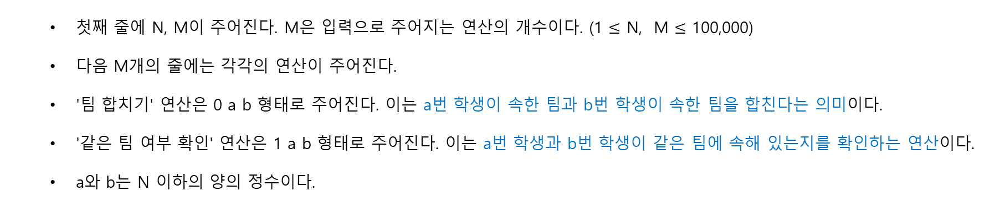 • 첫째 줄에 N, M이 주어진다. M은 입력으로 주어지는 연산의 개수이다. (1 ≤ N, M ≤ 100,000)
• 다음 M개의 줄에는 각각의 연산이 주어진다.
• '팀 합치기' 연산은 0 a b 형태로 주어진다. 이는 a번 학생이 속한 팀과 b번 학생이 속한 팀을 합친다는 의미이다.
• '같은 팀 여부 확인' 연산은 1 a b 형태로 주어진다. 이는 a번 학생과 b번 학생이 같은 팀에 속해 있는지를 확인하는 연산이다.
• a와 b는 N 이하의 양의 정수이다.